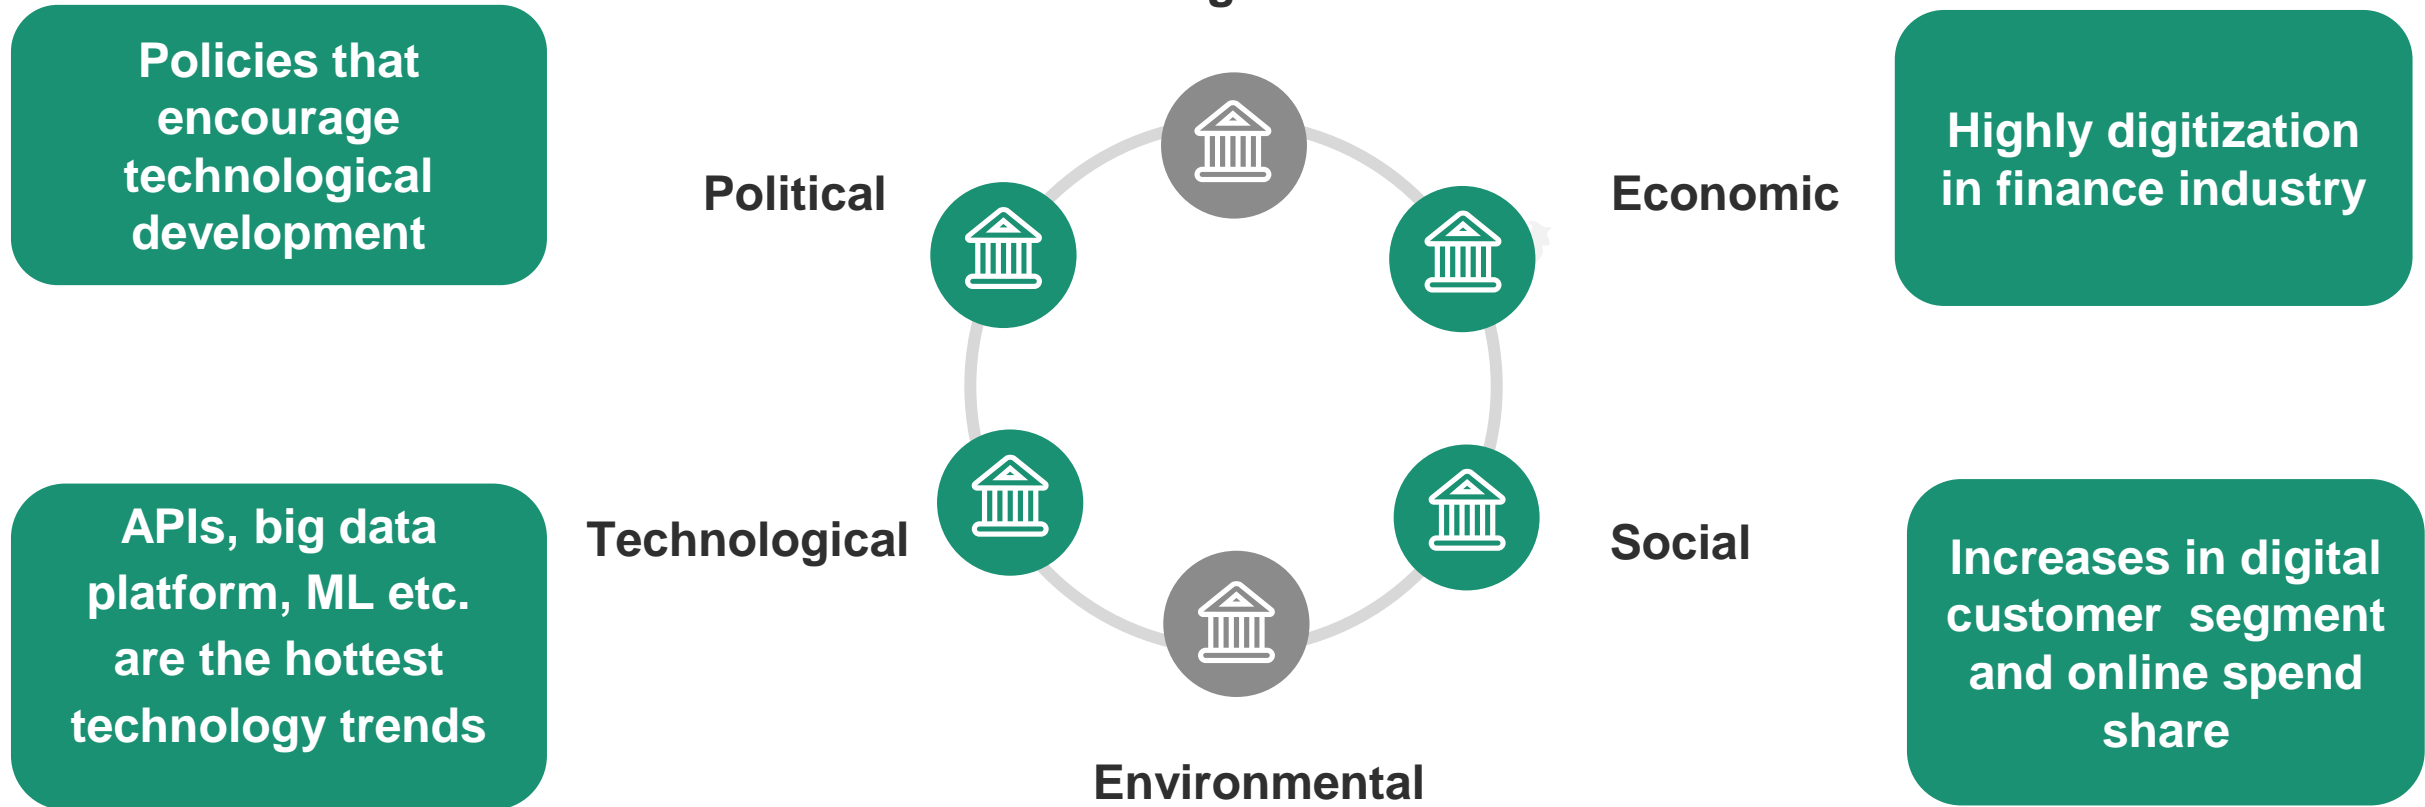 Policies that
encourage
technological
development
Political
Economic
Highly digitization
in finance industry
APIs, big data
platform, ML etc.
are the hottest
technology trends
Technological
Social
Increases in digital
customer  segment
and online spend
share
Environmental